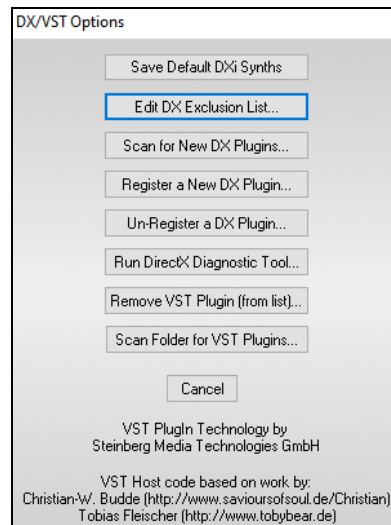 DX/VST Options
Save Default DXi Synths
Edit DX Exclusion List...
Scan for New DX Plugins...
Register a New DX Plugin...
Un-Register a DX Plugin...
Run DirectX Diagnostic Tool...
Remove VST Plugin (from list)...
Scan Folder for VST Plugins...
Cancel
VST PlugIn Technology by
Steinberg Media Technologies GmbH
VST Host code based on work by:
Christian-W. Budde (http://www.savioursofsoul.de/Christian)
Tobias Fleischer (http://www.tobybear.de)